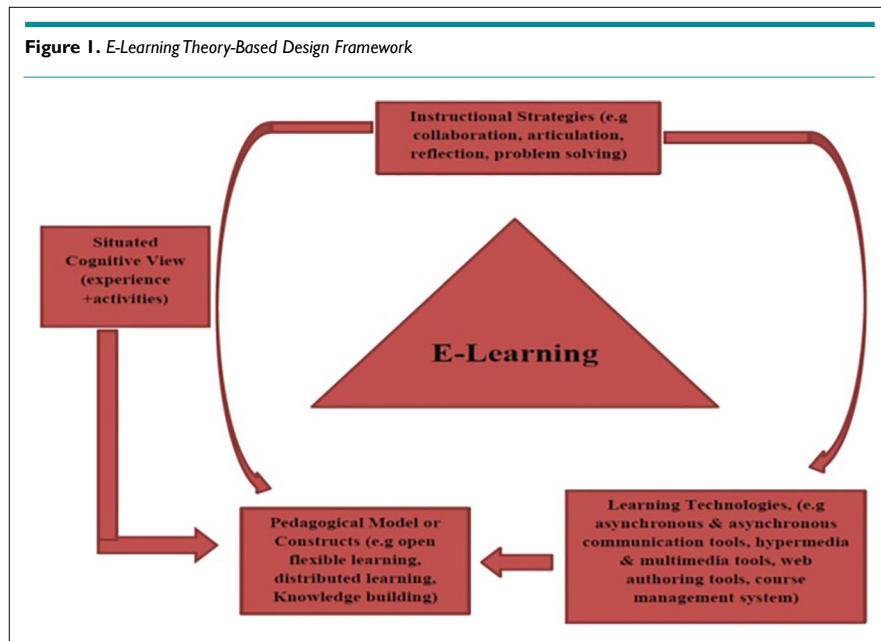 Figure 1. E-Learning Theory-Based Design Framework
Instructional Strategies (e.g
collaboration, articulation,
reflection, problem solving)
Situated
Cognitive View
(experience
+activities)
E-Learning
Pedagogical Model or
Constructs (e.g open
flexible learning,
distributed learning,
Knowledge building)
Learning Technologies, (e.g
asynchronous & asynchronous
communication tools, hypermedia
& multimedia tools, web
authoring tools, course
management system)